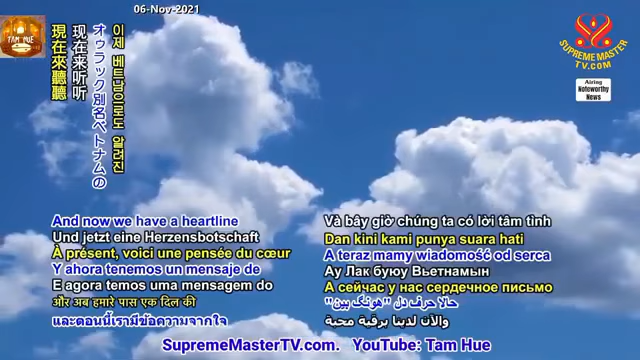 06-Nov-2021
TAM HUE
SUPREME MASTER
TV.COM
Airing
Noteworthy
News
이제 베트남으로도 알려진
オゥラック別名ベトナムの
现在来听听
現在來聽聽
And now we have a heartline
Und jetzt eine Herzensbotschaft
À présent, voici une pensée du cœur
Y ahora tenemos un mensaje de
E agora temos uma mensagem do
और अब हमारे पास एक दिल की
และตอนนี้เรามีข้อความจากใจ
Và bây giờ chúng ta có lời tâm tình
Dan kini kami punya suara hati
A teraz mamy wiadomość od serca
Ау Лак буюу Вьетнамын
А сейчас у нас сердечное письмо
حالا حرف دل "هونگ بین"
والآن لدينا برقية محبة
SupremeMasterTV.com. YouTube: Tam Hue